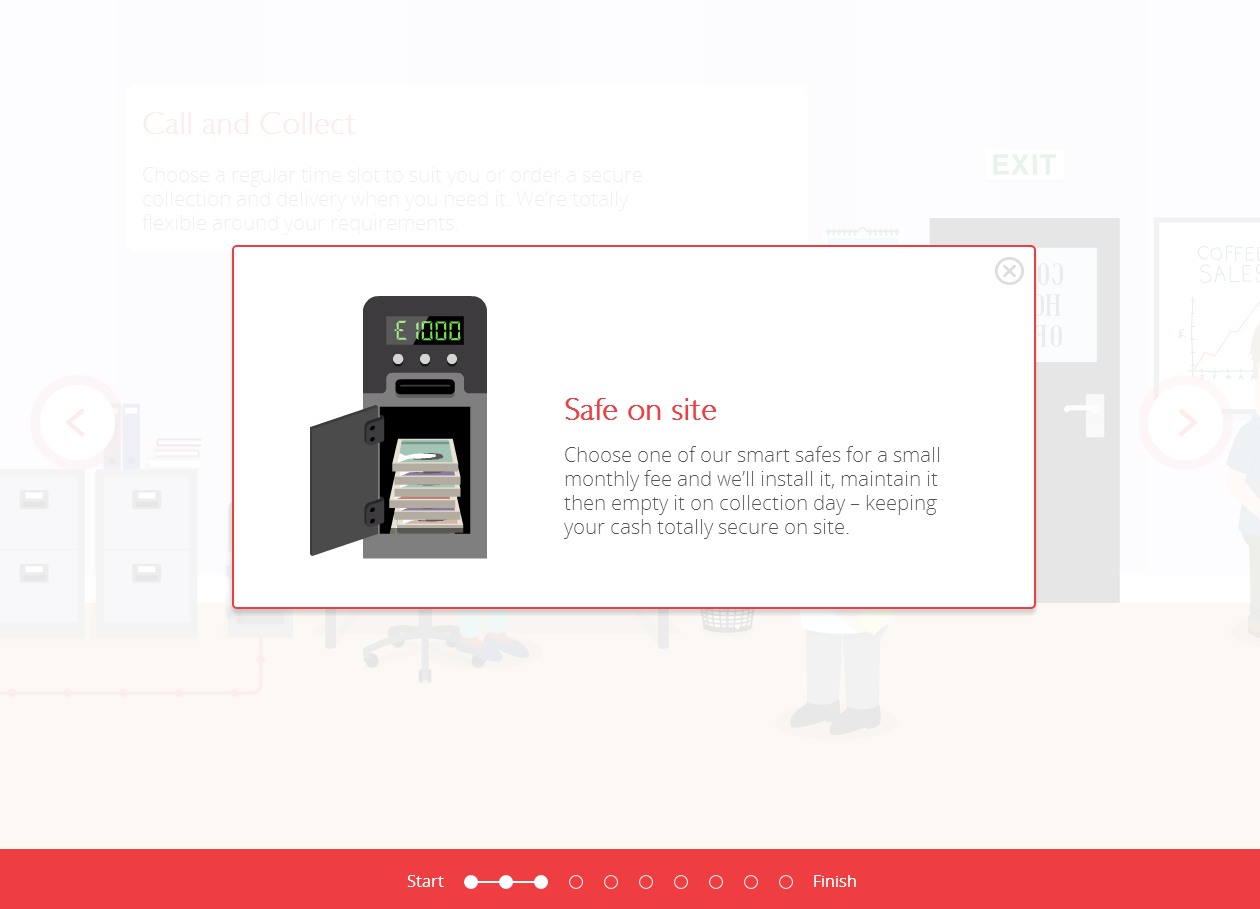 Call and Collect
Choose a regular time slot to suit you or order a secure
collection and delivery when you need it. We're totally
flexible around your requirements.
EXIT
COFFEE
SALES
£1000
Safe on site
Choose one of our smart safes for a small
monthly fee and we'll install it, maintain it
then empty it on collection day – keeping
your cash totally secure on site.
Start
Finish